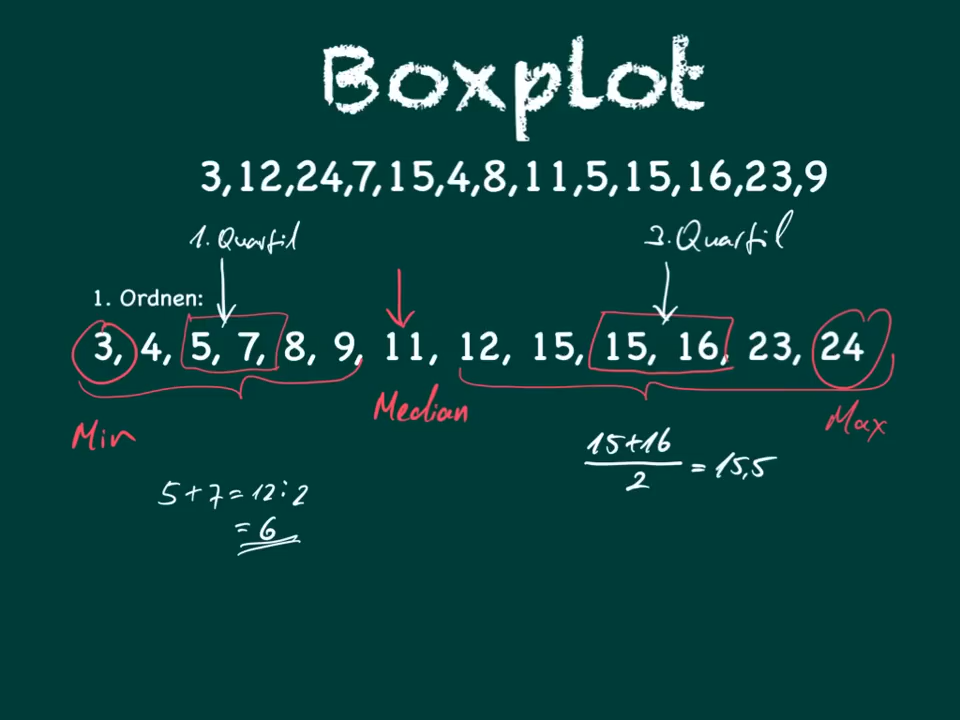 Boxplot
3,12,24,7,15,4,8,11,5,15,16,23,9
1. Quartil
3. Quartil
1. Ordnen:
3, 4, 5, 7, 8, 9, 11, 12, 15, 15, 16, 23, 24
Min
Median
Max
15+16
2
= 15,5
5+7=12:2
= 6